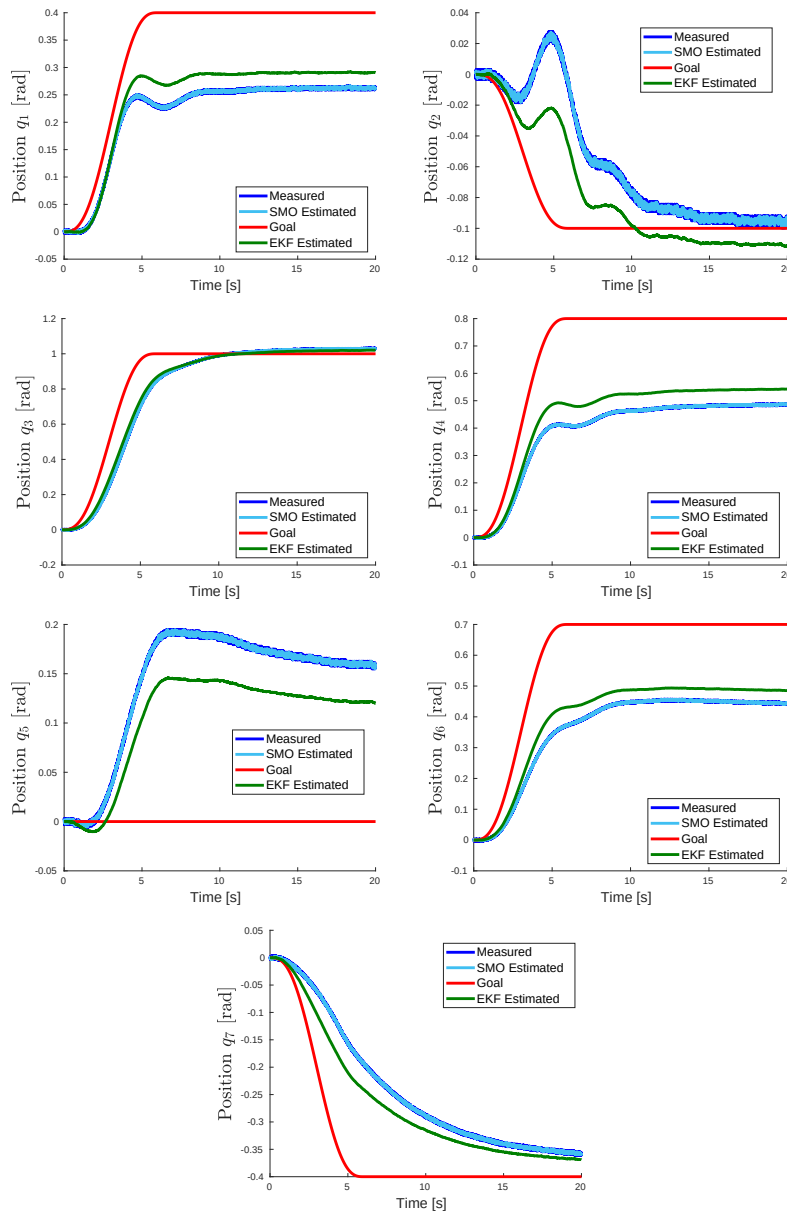 0.4
0.35
0.3
0.25
0.2
0.15
0.1
0.05
0
-0.05
Position q1 [rad]
Measured
SMO Estimated
Goal
EKF Estimated
0 5 10 15 20
Time [s]
0.04
0.02
0
-0.02
-0.04
-0.06
-0.08
-0.1
-0.12
Position q2 [rad]
Measured
SMO Estimated
Goal
EKF Estimated
0 5 10 15 20
Time [s]
1.2
1
0.8
0.6
0.4
0.2
0
-0.2
Position q3 [rad]
Measured
SMO Estimated
Goal
EKF Estimated
0 5 10 15 20
Time [s]
0.8
0.7
0.6
0.5
0.4
0.3
0.2
0.1
0
-0.1
Position q4 [rad]
Measured
SMO Estimated
Goal
EKF Estimated
0 5 10 15 20
Time [s]
0.2
0.15
0.1
0.05
0
-0.05
Position q5 [rad]
Measured
SMO Estimated
Goal
EKF Estimated
0 5 10 15 20
Time [s]
0.7
0.6
0.5
0.4
0.3
0.2
0.1
0
-0.1
Position q6 [rad]
Measured
SMO Estimated
Goal
EKF Estimated
0 5 10 15 20
Time [s]
0.05
0
-0.05
-0.1
-0.15
-0.2
-0.25
-0.3
-0.35
-0.4
Position q7 [rad]
Measured
SMO Estimated
Goal
EKF Estimated
0 5 10 15 20
Time [s]